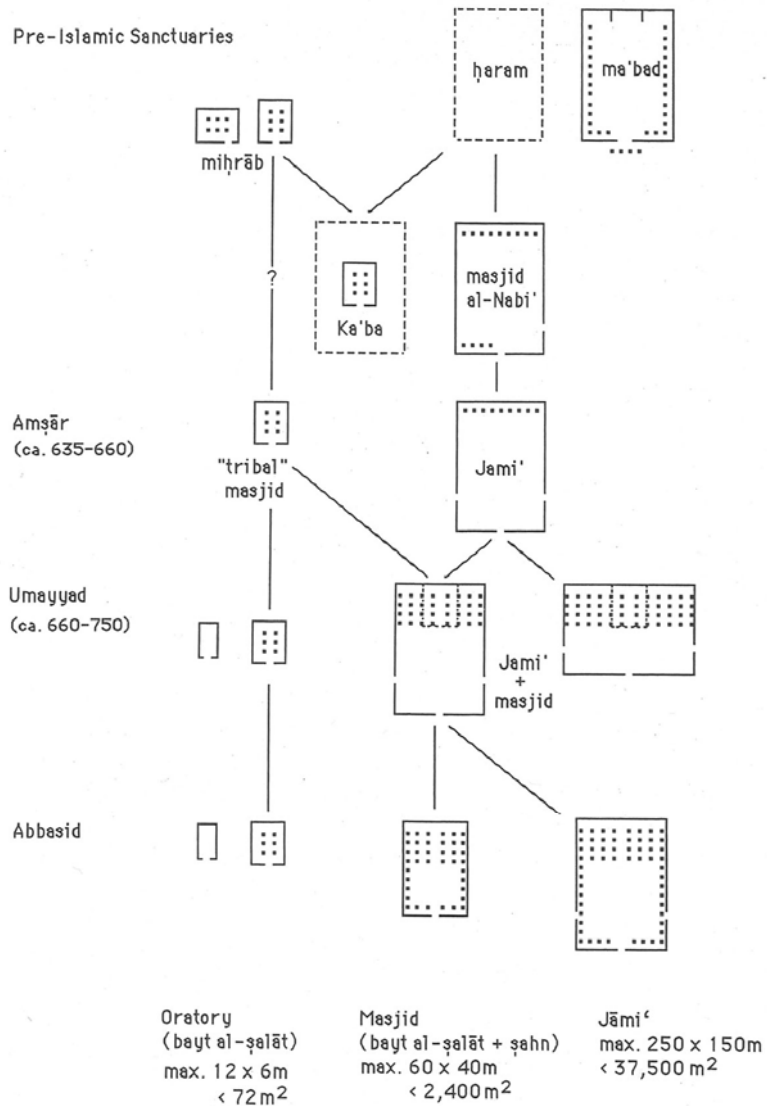 Pre-Islamic Sanctuaries
ḥaram
ma'bad
miḥrāb
?
Ka'ba
masjid
al-Nabi'
Amṣār
(ca. 635-660)
"tribal"
masjid
Jami'
Umayyad
(ca. 660-750)
Jami'
+
masjid
Abbasid
Oratory
(bayt al-ṣalāt)
max. 12 x 6m
< 72m²
Masjid
(bayt al-ṣalāt + ṣahn)
max. 60 x 40m
< 2,400m²
Jāmiʿ
max. 250 x 150m
< 37,500 m²